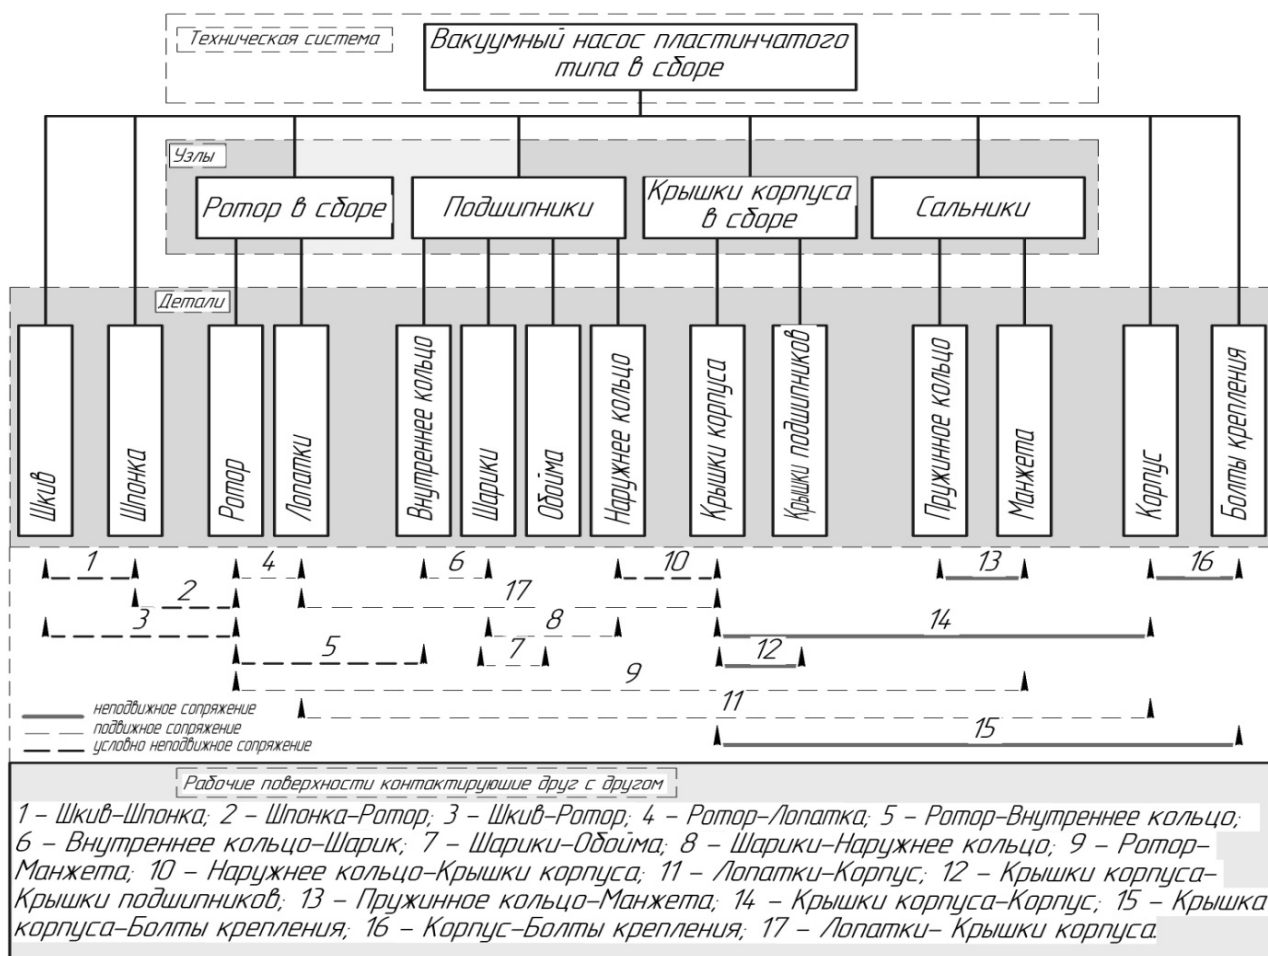 Техническая система
Вакуумный насос пластинчатого
типа в сборе
Узлы
Ротор в сборе
Подшипники
Крышки корпуса
в сборе
Сальники
Детали
Шкив
Шпонка
Ротор
Лопатки
Внутреннее кольцо
Шарики
Обойма
Наружнее кольцо
Крышки корпуса
Крышки подшипников
Пружинное кольцо
Манжета
Корпус
Болты крепления
1
4
6
10
13
16
2
17
3
8
14
5
7
12
9
11
15
неподвижное сопряжение
подвижное сопряжение
условно неподвижное сопряжение
Рабочие поверхности контактируюшие друг с другом
1 – Шкив-Шпонка; 2 – Шпонка-Ротор; 3 – Шкив-Ротор; 4 – Ротор-Лопатка; 5 – Ротор-Внутреннее кольцо;
6 – Внутреннее кольцо-Шарик; 7 – Шарики-Обойма; 8 – Шарики-Наружнее кольцо; 9 – Ротор-
Манжета; 10 – Наружнее кольцо-Крышки корпуса; 11 – Лопатки-Корпус; 12 – Крышки корпуса-
Крышки подшипников; 13 – Пружинное кольцо-Манжета; 14 – Крышки корпуса-Корпус; 15 – Крышка
корпуса-Болты крепления; 16 – Корпус-Болты крепления; 17 – Лопатки- Крышки корпуса.